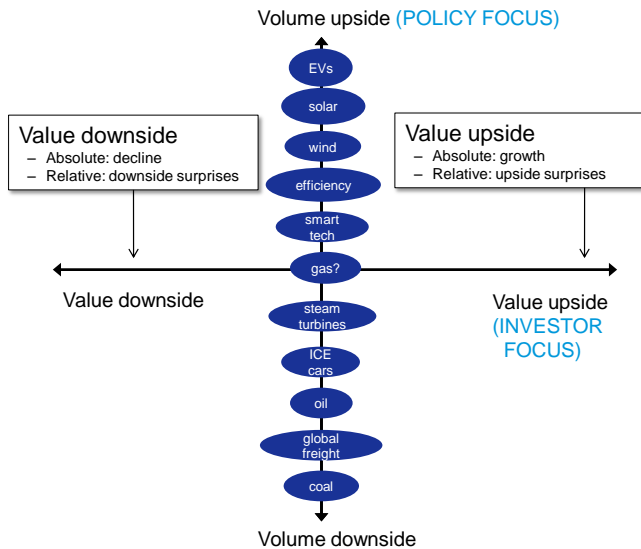 Volume upside (POLICY FOCUS)
EVs
solar
Value downside
– Absolute: decline
– Relative: downside surprises
Value upside
– Absolute: growth
– Relative: upside surprises
wind
efficiency
smart
tech
gas?
Value downside
Value upside
(INVESTOR
FOCUS)
steam
turbines
ICE
cars
oil
global
freight
coal
Volume downside